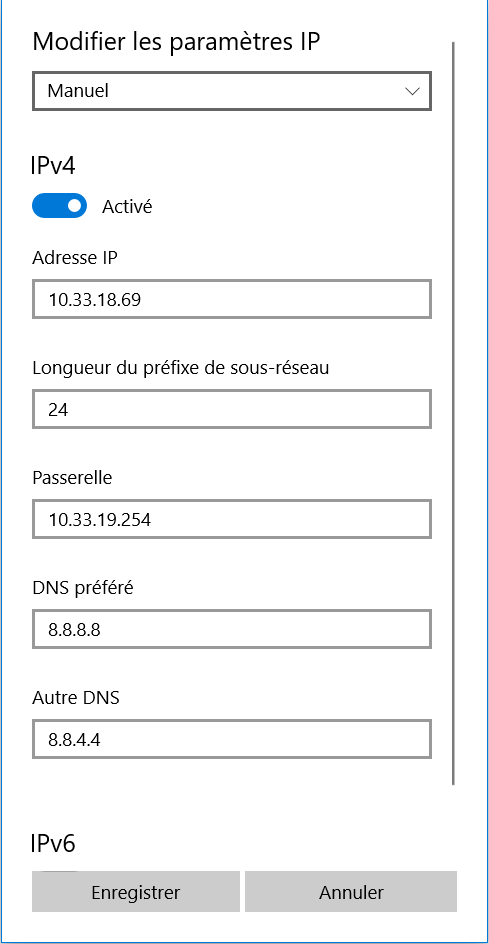 Modifier les paramètres IP
Manuel
IPv4
Activé
Adresse IP
10.33.18.69
Longueur du préfixe de sous-réseau
24
Passerelle
10.33.19.254
DNS préféré
8.8.8.8
Autre DNS
8.8.4.4
IPv6
Enregistrer Annuler